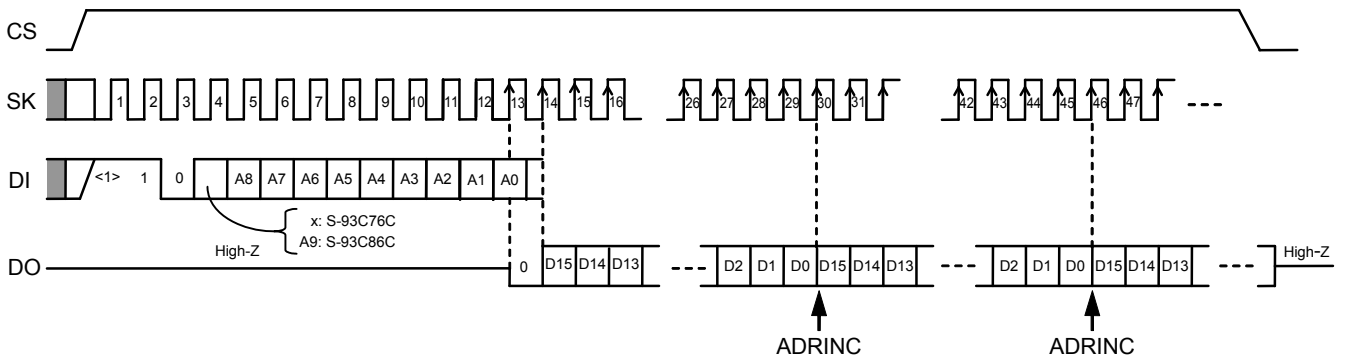 CS
SK 1 2 3 4 5 6 7 8 9 10 11 12 13 14 15 16 26 27 28 29 30 31 42 43 44 45 46 47
DI <1> 1 0 A8 A7 A6 A5 A4 A3 A2 A1 A0
x: S-93C76C
A9: S-93C86C
High-Z
DO 0 D15 D14 D13 D2 D1 D0 D15 D14 D13 D2 D1 D0 D15 D14 D13 High-Z
ADRINC ADRINC